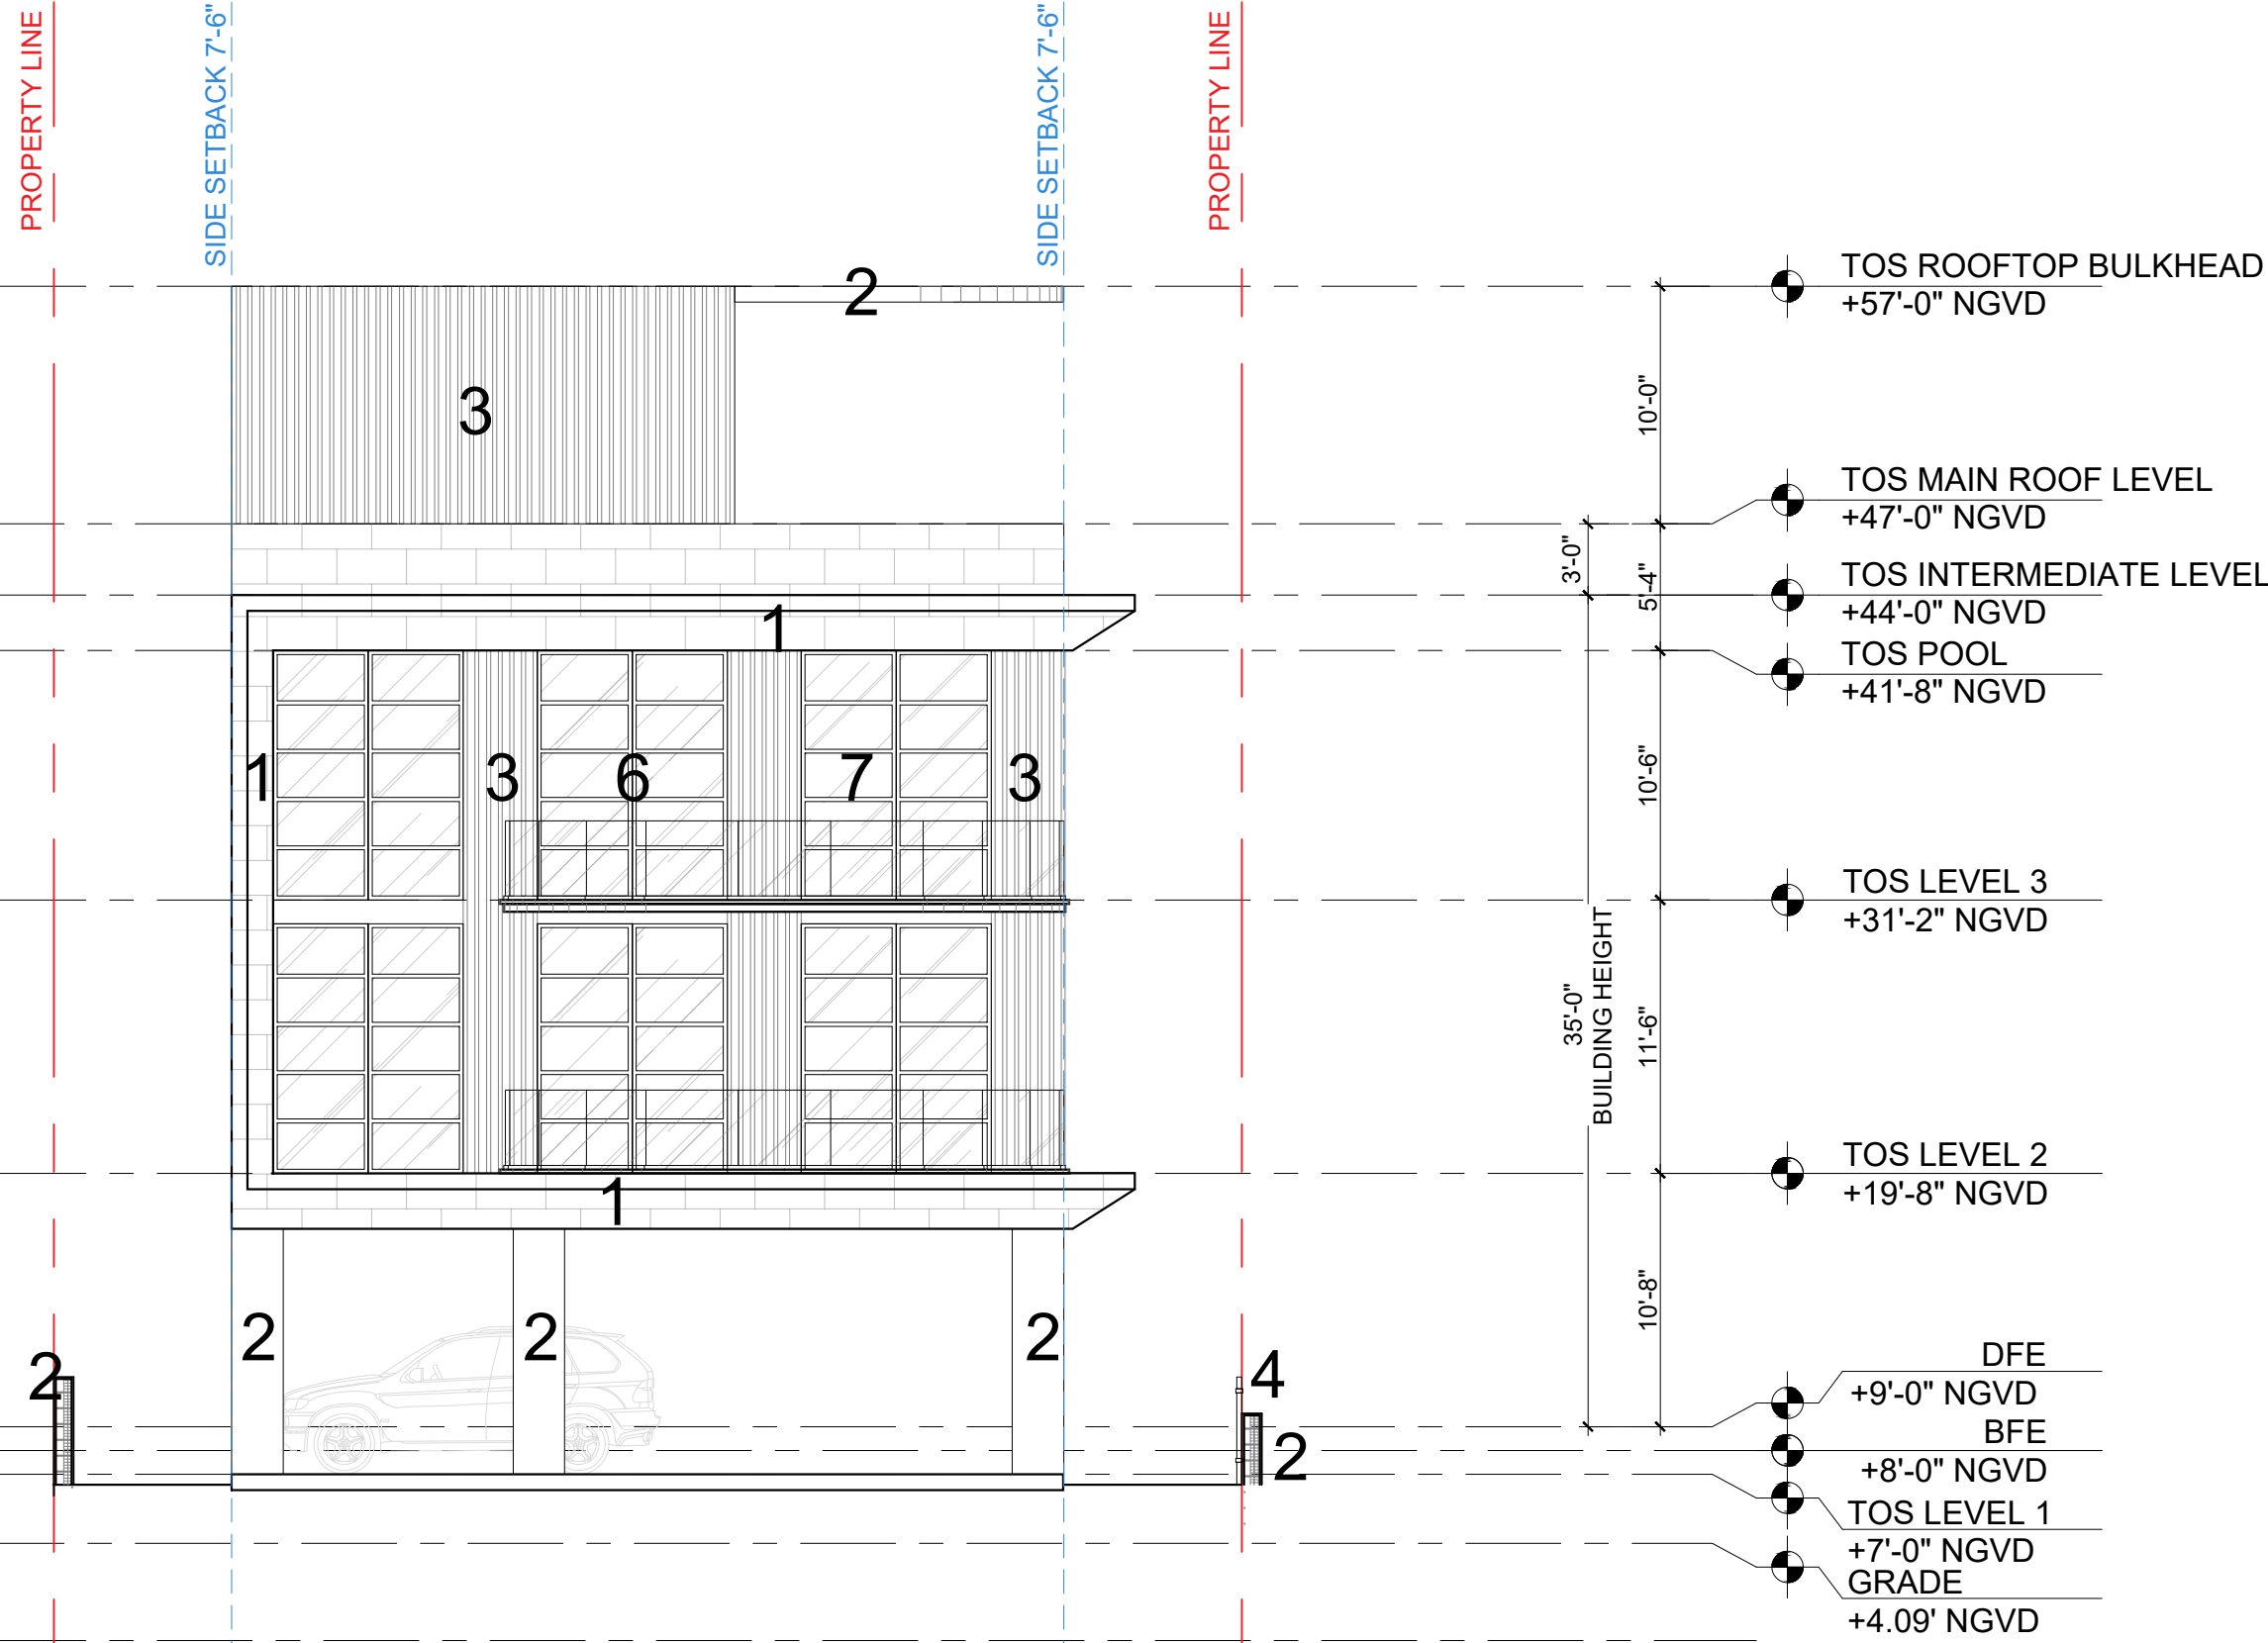 PROPERTY LINE
SIDE SETBACK 7'-6"
SIDE SETBACK 7'-6"
PROPERTY LINE
TOS ROOFTOP BULKHEAD
+57'-0" NGVD
2
3
10'-0"
TOS MAIN ROOF LEVEL
+47'-0" NGVD
3'-0"
5'-4"
TOS INTERMEDIATE LEVEL
+44'-0" NGVD
1
TOS POOL
+41'-8" NGVD
1
3
6
7
3
10'-6"
TOS LEVEL 3
+31'-2" NGVD
35'-0"
BUILDING HEIGHT
11'-6"
TOS LEVEL 2
+19'-8" NGVD
1
2
2
2
10'-8"
2
4
2
DFE
+9'-0" NGVD
BFE
+8'-0" NGVD
TOS LEVEL 1
+7'-0" NGVD
GRADE
+4.09' NGVD